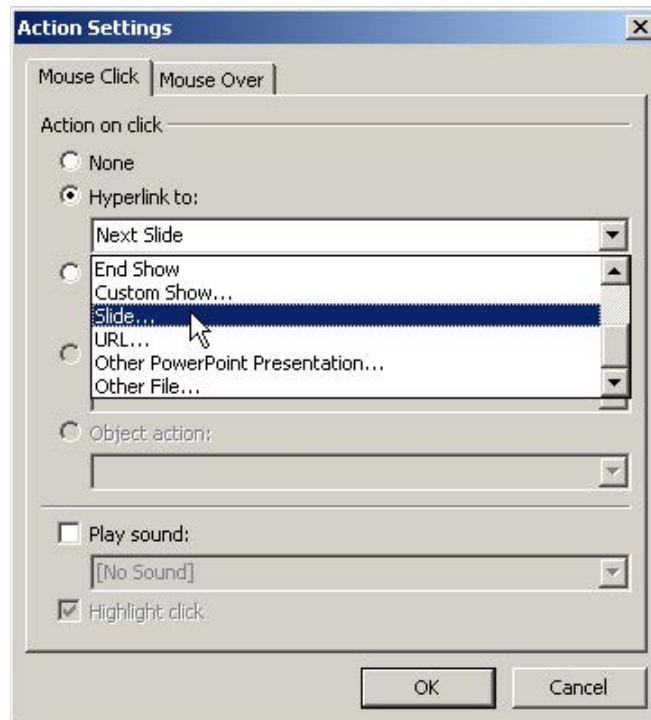 Action Settings
Mouse Click Mouse Over
Action on click
None
Hyperlink to:
Next Slide
End Show
Custom Show...
Slide...
URL...
Other PowerPoint Presentation...
Other File...
Object action:
Play sound:
[No Sound]
Highlight click
OK Cancel